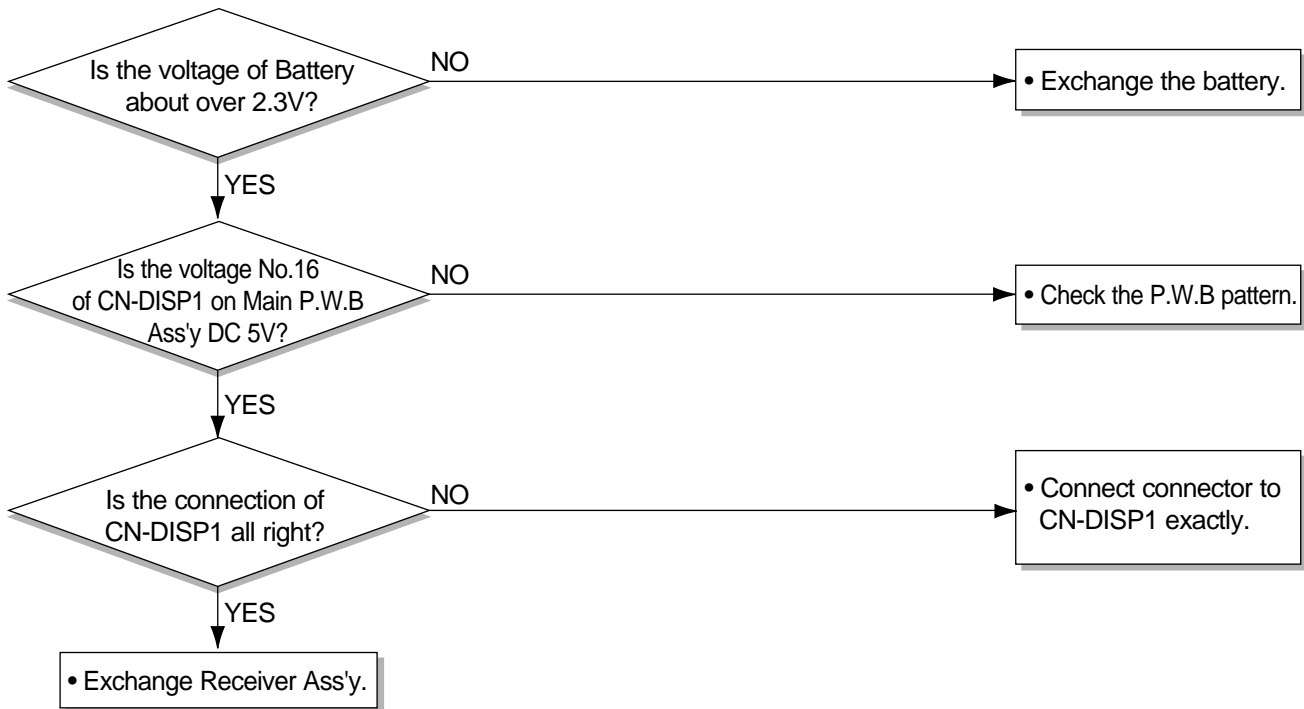 Is the voltage of Battery
about over 2.3V?
NO
• Exchange the battery.
YES
Is the voltage No.16
of CN-DISP1 on Main P.W.B
Ass'y DC 5V?
NO
• Check the P.W.B pattern.
YES
Is the connection of
CN-DISP1 all right?
NO
• Connect connector to
CN-DISP1 exactly.
YES
• Exchange Receiver Ass'y.